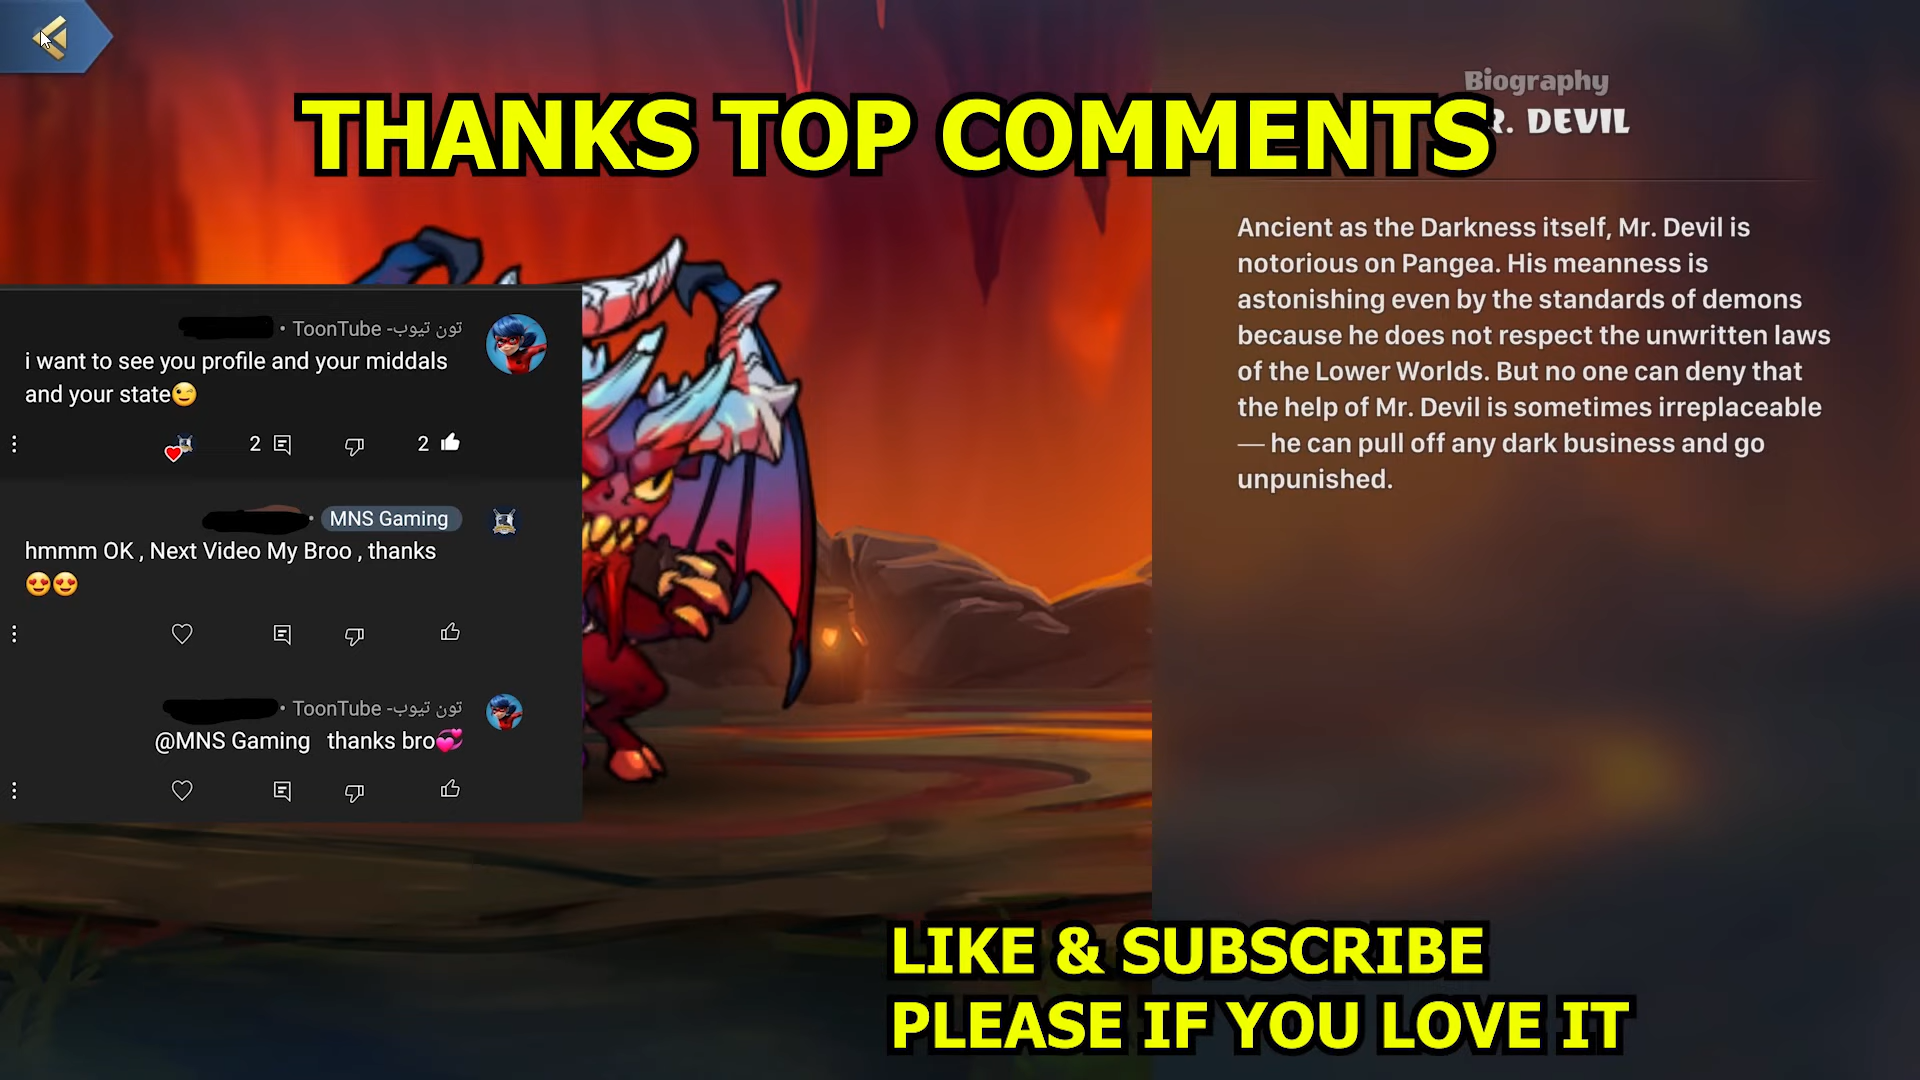 Biography
R. DEVIL
THANKS TOP COMMENTS
Ancient as the Darkness itself, Mr. Devil is
notorious on Pangea. His meanness is
astonishing even by the standards of demons
because he does not respect the unwritten laws
of the Lower Worlds. But no one can deny that
the help of Mr. Devil is sometimes irreplaceable
— he can pull off any dark business and go
unpunished.
• ToonTube -تون تيوب
i want to see you profile and your middals
and your state😉
2 2
• MNS Gaming
hmmm OK , Next Video My Broo , thanks
😍😍
• ToonTube -تون تيوب
@MNS Gaming thanks bro💞
LIKE & SUBSCRIBE
PLEASE IF YOU LOVE IT